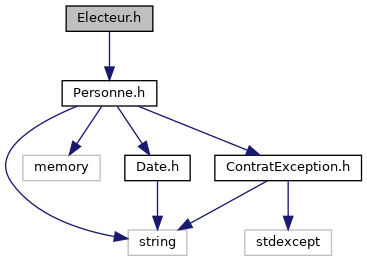 Electeur.h
Personne.h
memory
Date.h
ContratException.h
string
stdexcept